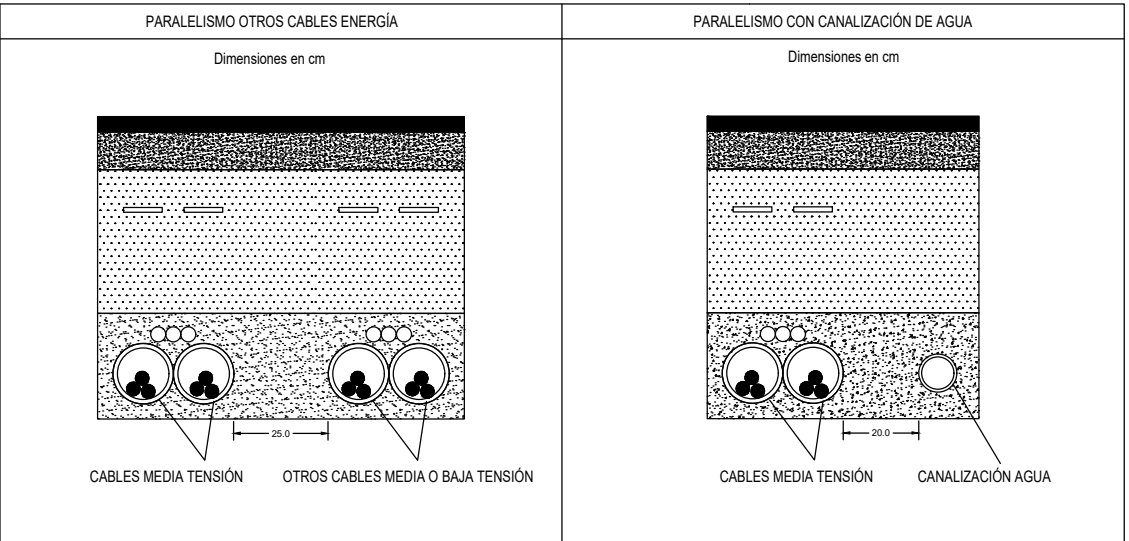 PARALELISMO OTROS CABLES ENERGÍA
Dimensiones en cm
25.0
CABLES MEDIA TENSIÓN
OTROS CABLES MEDIA O BAJA TENSIÓN
PARALELISMO CON CANALIZACIÓN DE AGUA
Dimensiones en cm
20.0
CABLES MEDIA TENSIÓN
CANALIZACIÓN AGUA